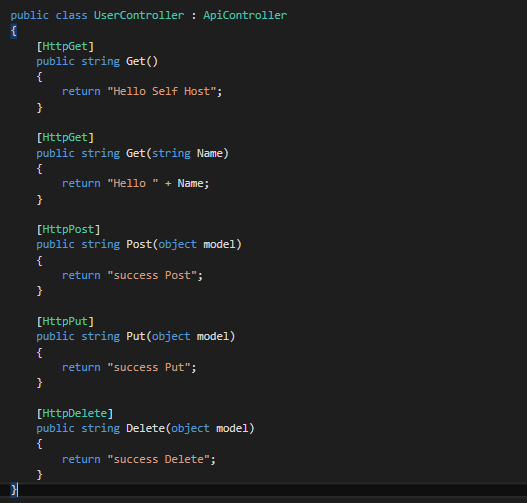 public class UserController : ApiController
{
[HttpGet]
public string Get()
{
return "Hello Self Host";
}
[HttpGet]
public string Get(string Name)
{
return "Hello " + Name;
}
[HttpPost]
public string Post(object model)
{
return "success Post";
}
[HttpPut]
public string Put(object model)
{
return "success Put";
}
[HttpDelete]
public string Delete(object model)
{
return "success Delete";
}
}